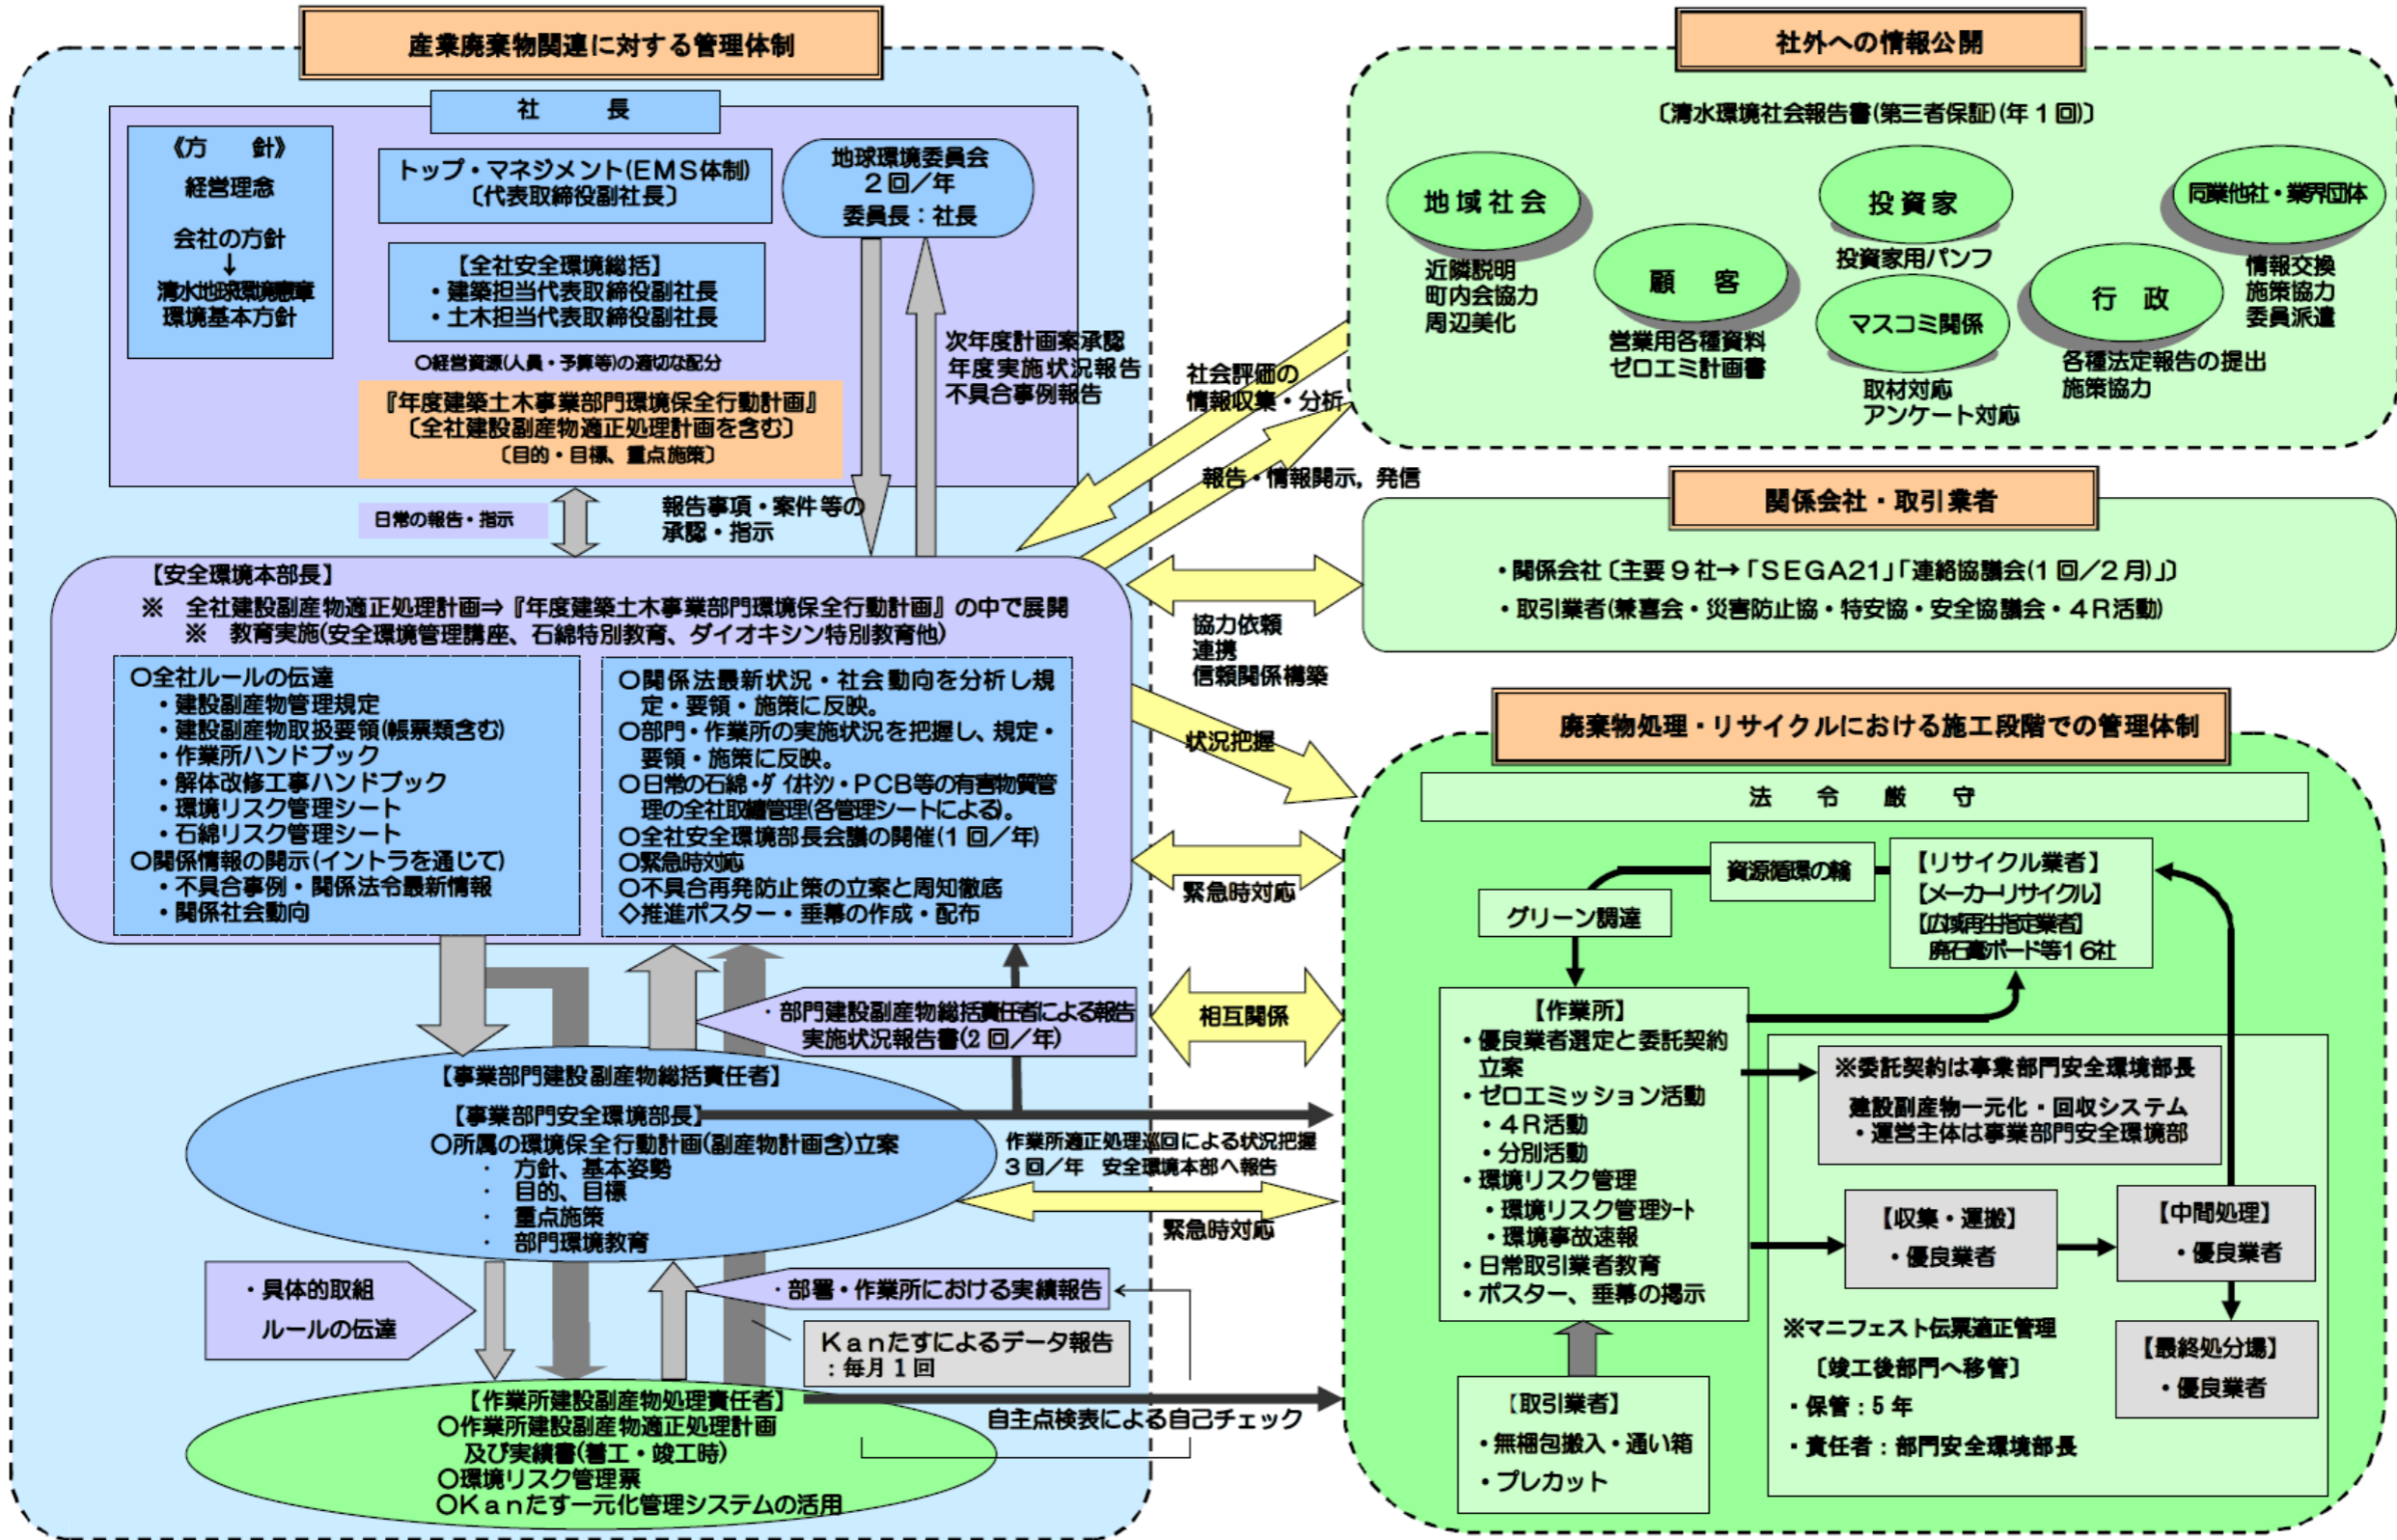 産業廃棄物関連に対する管理体制
社　　長
《方　針》
経営理念
会社の方針
↓
清水地球環境憲章
環境基本方針
トップ・マネジメント(EMS体制)
〔代表取締役副社長〕
【全社安全環境総括】
・建築担当代表取締役副社長
・土木担当代表取締役副社長
○経営資源(人員・予算等)の適切な配分
『年度建築土木事業部門環境保全行動計画』
〔全社建設副産物適正処理計画を含む〕
〔目的・目標、重点施策〕
地球環境委員会
2回／年
委員長：社長
次年度計画案承認
年度実施状況報告
不具合事例報告
日常の報告・指示
報告事項・案件等の
承認・指示
【安全環境本部長】
※　全社建設副産物適正処理計画⇒『年度建築土木事業部門環境保全行動計画』の中で展開
※　教育実施(安全環境管理講座、石綿特別教育、ダイオキシン特別教育他)
○全社ルールの伝達
・建設副産物管理規定
・建設副産物取扱要領(帳票類含む)
・作業所ハンドブック
・解体改修工事ハンドブック
・環境リスク管理シート
・石綿リスク管理シート
○関係情報の開示(イントラを通じて)
・不具合事例・関係法令最新情報
・関係社会動向
○関係法最新状況・社会動向を分析し規
定・要領・施策に反映。
○部門・作業所の実施状況を把握し、規定・
要領・施策に反映。
○日常の石綿・ダイオキシン・PCB等の有害物質管
理の全社取纏管理(各管理シートによる)。
○全社安全環境部長会議の開催(1回／年)
○緊急時対応
○不具合再発防止策の立案と周知徹底
◇推進ポスター・垂幕の作成・配布
・部門建設副産物総括責任者による報告
実施状況報告書(2回／年)
【事業部門建設副産物総括責任者】
【事業部門安全環境部長】
○所属の環境保全行動計画(副産物計画含)立案
・　方針、基本姿勢
・　目的、目標
・　重点施策
・　部門環境教育
・具体的取組
ルールの伝達
・部署・作業所における実績報告
Kanたすによるデータ報告
：毎月1回
【作業所建設副産物処理責任者】
○作業所建設副産物適正処理計画
及び実績書(着工・竣工時)
○環境リスク管理票
○Kanたす一元化管理システムの活用
社会評価の
情報収集・分析
報告・情報開示，発信
協力依頼
連携
信頼関係構築
状況把握
緊急時対応
相互関係
作業所適正処理巡回による状況把握
3回／年　安全環境本部へ報告
緊急時対応
自主点検表による自己チェック
社外への情報公開
〔清水環境社会報告書(第三者保証)(年1回)〕
地域社会
近隣説明
町内会協力
周辺美化
顧　客
営業用各種資料
ゼロエミ計画書
投資家
投資家用パンフ
マスコミ関係
取材対応
アンケート対応
行　政
各種法定報告の提出
施策協力
同業他社・業界団体
情報交換
施策協力
委員派遣
関係会社・取引業者
・関係会社〔主要9社→「SEGA21」「連絡協議会(1回／2月)」〕
・取引業者(兼喜会・災害防止協・特安協・安全協議会・4R活動)
廃棄物処理・リサイクルにおける施工段階での管理体制
法　令　厳　守
資源循環の輪
グリーン調達
【リサイクル業者】
【メーカーリサイクル】
【広域再生指定業者】
廃石膏ボード等16社
【作業所】
・優良業者選定と委託契約
立案
・ゼロエミッション活動
・4R活動
・分別活動
・環境リスク管理
・環境リスク管理シート
・環境事故速報
・日常取引業者教育
・ポスター、垂幕の掲示
※委託契約は事業部門安全環境部長
建設副産物一元化・回収システム
・運営主体は事業部門安全環境部
【収集・運搬】
・優良業者
【中間処理】
・優良業者
【最終処分場】
・優良業者
※マニフェスト伝票適正管理
〔竣工後部門へ移管〕
・保管：5年
・責任者：部門安全環境部長
【取引業者】
・無梱包搬入・通い箱
・プレカット